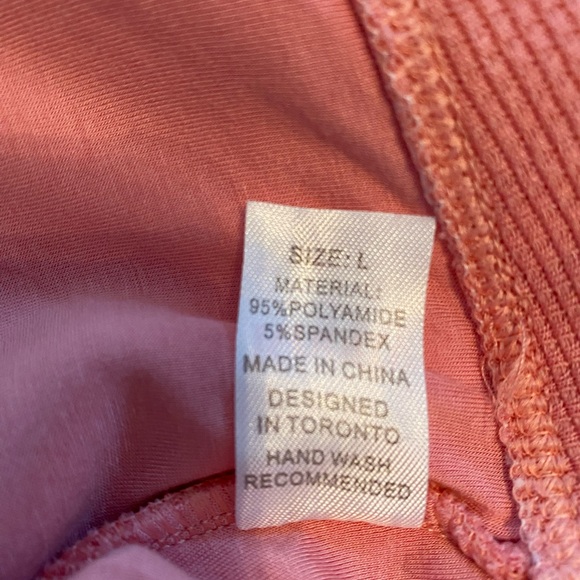 SIZE: L
MATERIAL:
95%POLYAMIDE
5%SPANDEX
MADE IN CHINA
DESIGNED
IN TORONTO
HAND WASH
RECOMMENDED